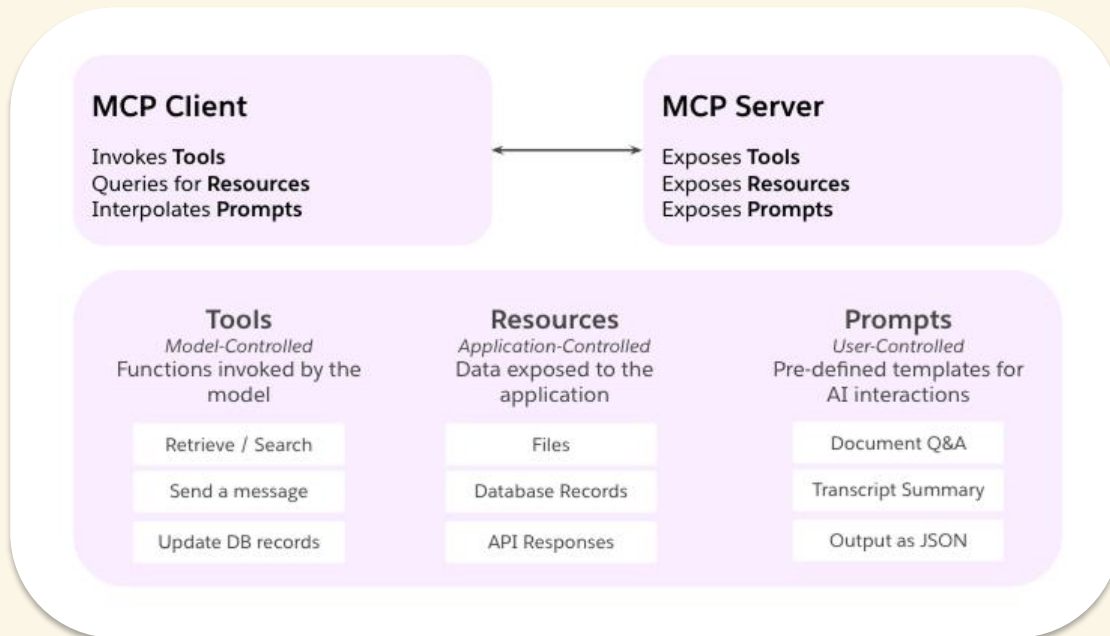 MCP Client
Invokes Tools
Queries for Resources
Interpolates Prompts
MCP Server
Exposes Tools
Exposes Resources
Exposes Prompts
Tools
Model-Controlled
Functions invoked by the
model
Retrieve / Search
Send a message
Update DB records
Resources
Application-Controlled
Data exposed to the
application
Files
Database Records
API Responses
Prompts
User-Controlled
Pre-defined templates for
AI interactions
Document Q&A
Transcript Summary
Output as JSON